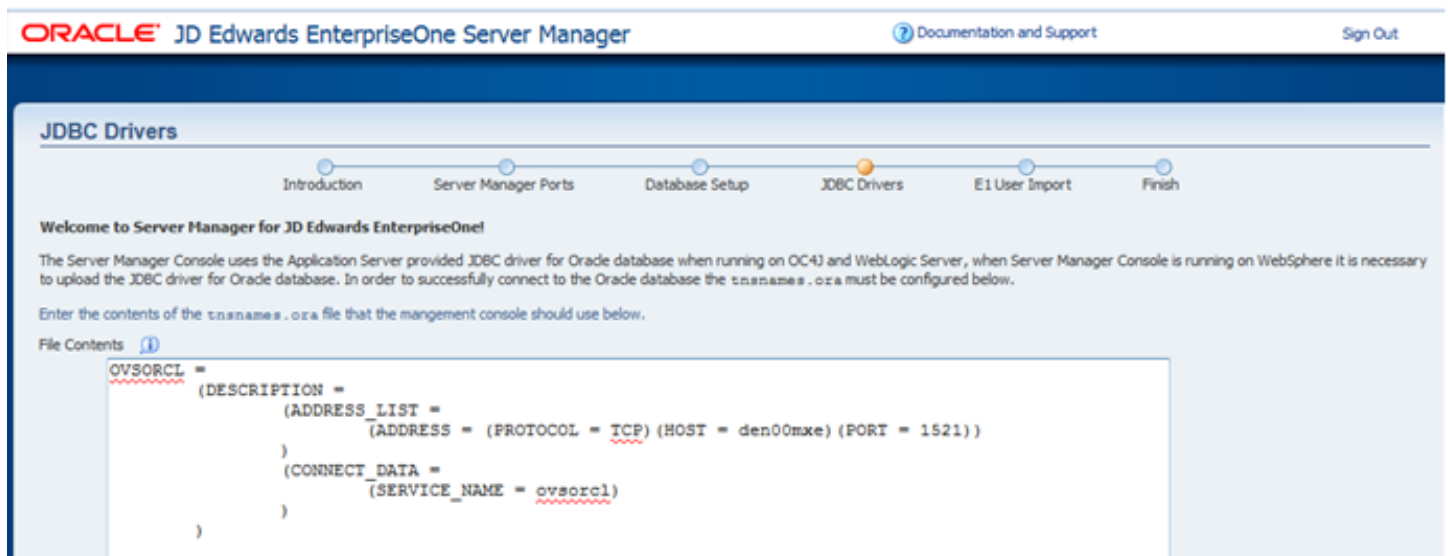 ORACLE JD Edwards EnterpriseOne Server Manager
Documentation and Support
Sign Out
JDBC Drivers
Introduction
Server Manager Ports
Database Setup
JDBC Drivers
E1 User Import
Finish
Welcome to Server Manager for JD Edwards EnterpriseOne!
The Server Manager Console uses the Application Server provided JDBC driver for Oracle database when running on OC4J and WebLogic Server, when Server Manager Console is running on WebSphere it is necessary
to upload the JDBC driver for Oracle database. In order to successfully connect to the Oracle database the tnsnames.ora must be configured below.
Enter the contents of the tnsnames.ora file that the mangement console should use below.
File Contents
OVSORCL =
(DESCRIPTION =
(ADDRESS_LIST =
(ADDRESS = (PROTOCOL = TCP)(HOST = den00mxe)(PORT = 1521))
)
(CONNECT_DATA =
(SERVICE_NAME = ovsorcl)
)
)